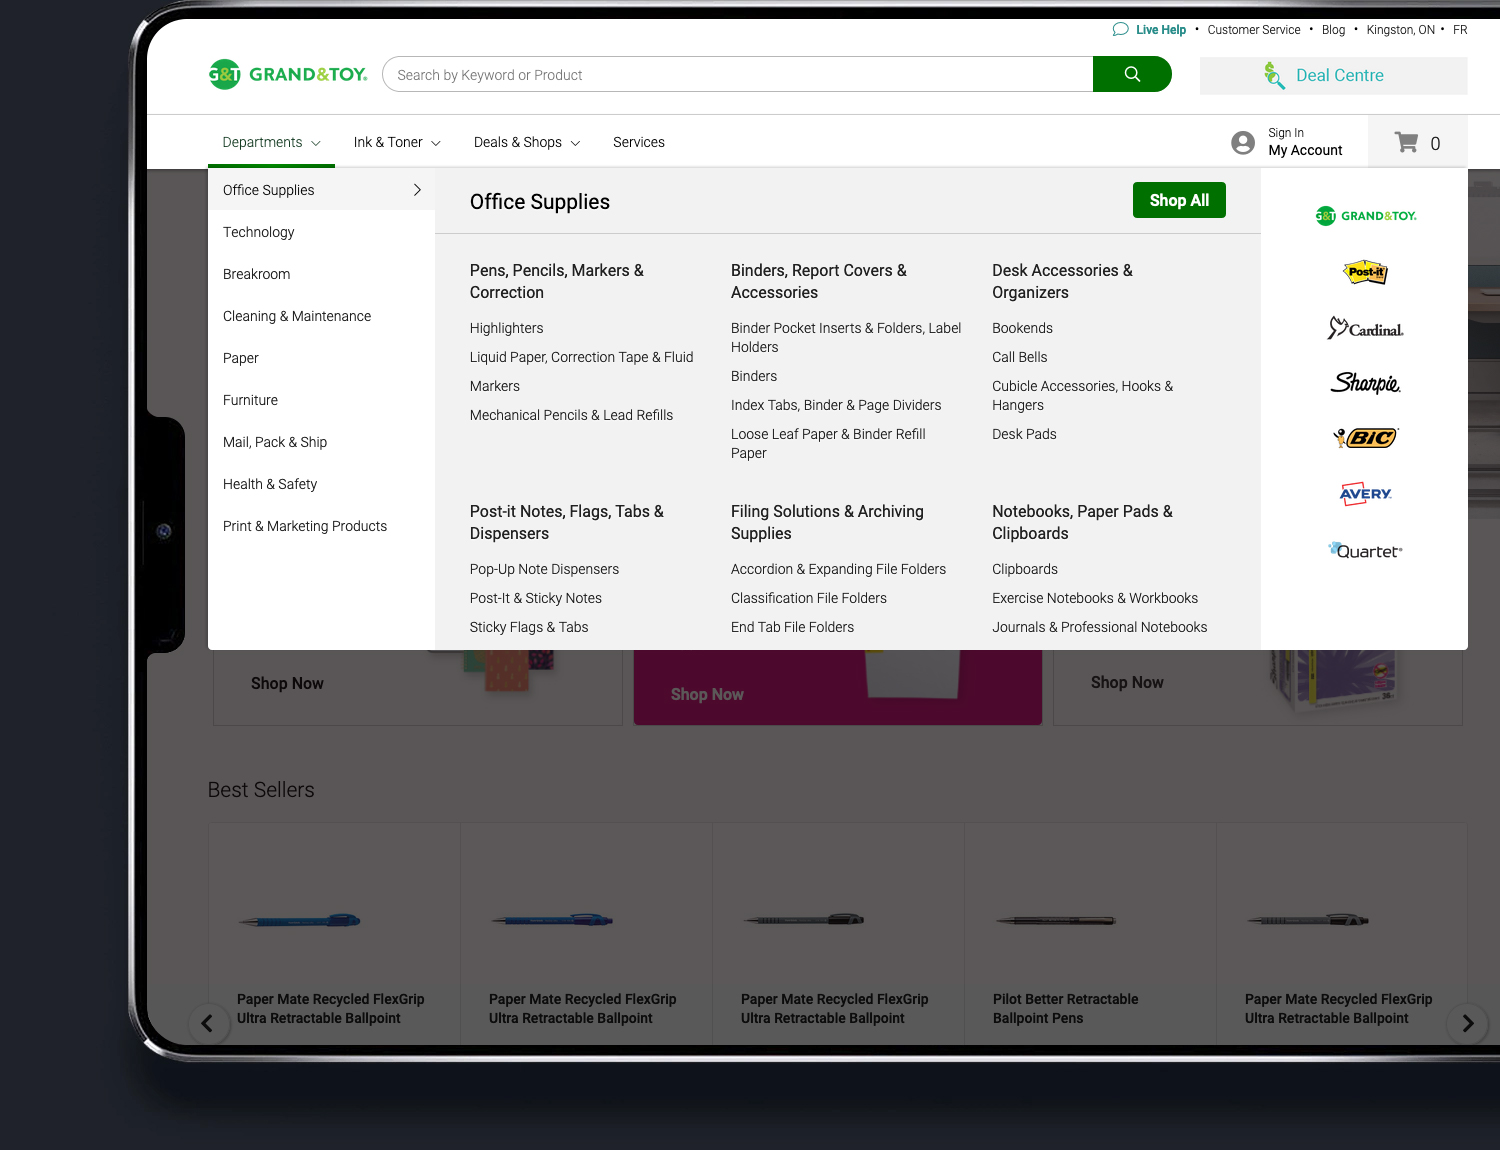 Live Help • Customer Service • Blog • Kingston, ON • FR
G&T GRAND&TOY.
Search by Keyword or Product
Deal Centre
Departments
Ink & Toner
Deals & Shops
Services
Sign In
My Account
0
Office Supplies
Technology
Breakroom
Cleaning & Maintenance
Paper
Furniture
Mail, Pack & Ship
Health & Safety
Print & Marketing Products
Office Supplies
Shop All
Pens, Pencils, Markers &
Correction
Highlighters
Liquid Paper, Correction Tape & Fluid
Markers
Mechanical Pencils & Lead Refills
Binders, Report Covers &
Accessories
Binder Pocket Inserts & Folders, Label
Holders
Binders
Index Tabs, Binder & Page Dividers
Loose Leaf Paper & Binder Refill
Paper
Desk Accessories &
Organizers
Bookends
Call Bells
Cubicle Accessories, Hooks &
Hangers
Desk Pads
Post-it Notes, Flags, Tabs &
Dispensers
Pop-Up Note Dispensers
Post-It & Sticky Notes
Sticky Flags & Tabs
Filing Solutions & Archiving
Supplies
Accordion & Expanding File Folders
Classification File Folders
End Tab File Folders
Notebooks, Paper Pads &
Clipboards
Clipboards
Exercise Notebooks & Workbooks
Journals & Professional Notebooks
G&T GRAND&TOY.
Post-it
Cardinal
Sharpie
BIC
AVERY
Quartet
Shop Now
Shop Now
Shop Now
Best Sellers
Paper Mate Recycled FlexGrip
Ultra Retractable Ballpoint
Paper Mate Recycled FlexGrip
Ultra Retractable Ballpoint
Paper Mate Recycled FlexGrip
Ultra Retractable Ballpoint
Pilot Better Retractable
Ballpoint Pens
Paper Mate Recycled FlexGrip
Ultra Retractable Ballpoint